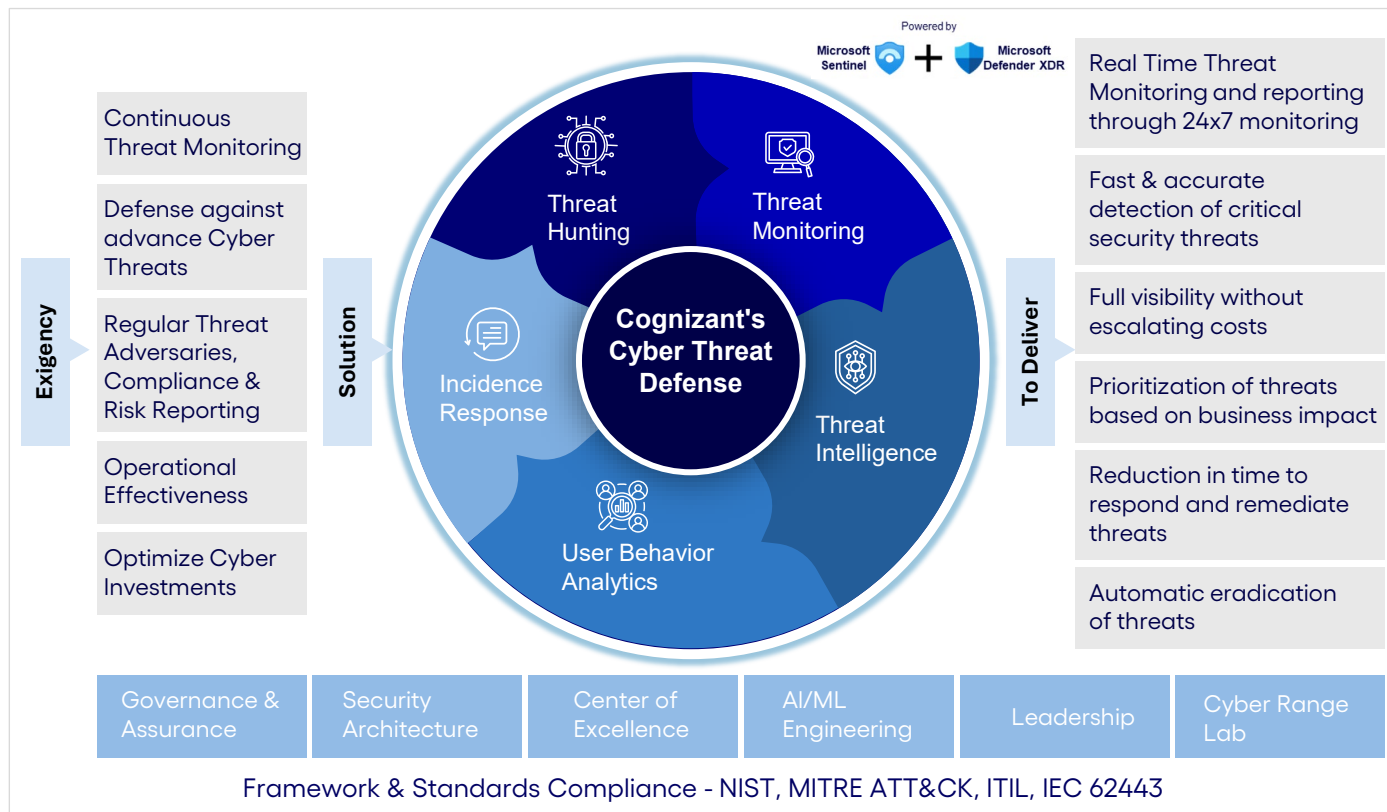 Powered by
Microsoft
Sentinel
Microsoft
Defender XDR
Exigency
Continuous
Threat Monitoring
Defense against
advance Cyber
Threats
Regular Threat
Adversaries,
Compliance &
Risk Reporting
Operational
Effectiveness
Optimize Cyber
Investments
Solution
Threat
Hunting
Threat
Monitoring
Incidence
Response
Cognizant's
Cyber Threat
Defense
Threat
Intelligence
User Behavior
Analytics
To Deliver
Real Time Threat
Monitoring and reporting
through 24x7 monitoring
Fast & accurate
detection of critical
security threats
Full visibility without
escalating costs
Prioritization of threats
based on business impact
Reduction in time to
respond and remediate
threats
Automatic eradication
of threats
Governance &
Assurance
Security
Architecture
Center of
Excellence
AI/ML
Engineering
Leadership
Cyber Range
Lab
Framework & Standards Compliance - NIST, MITRE ATT&CK, ITIL, IEC 62443